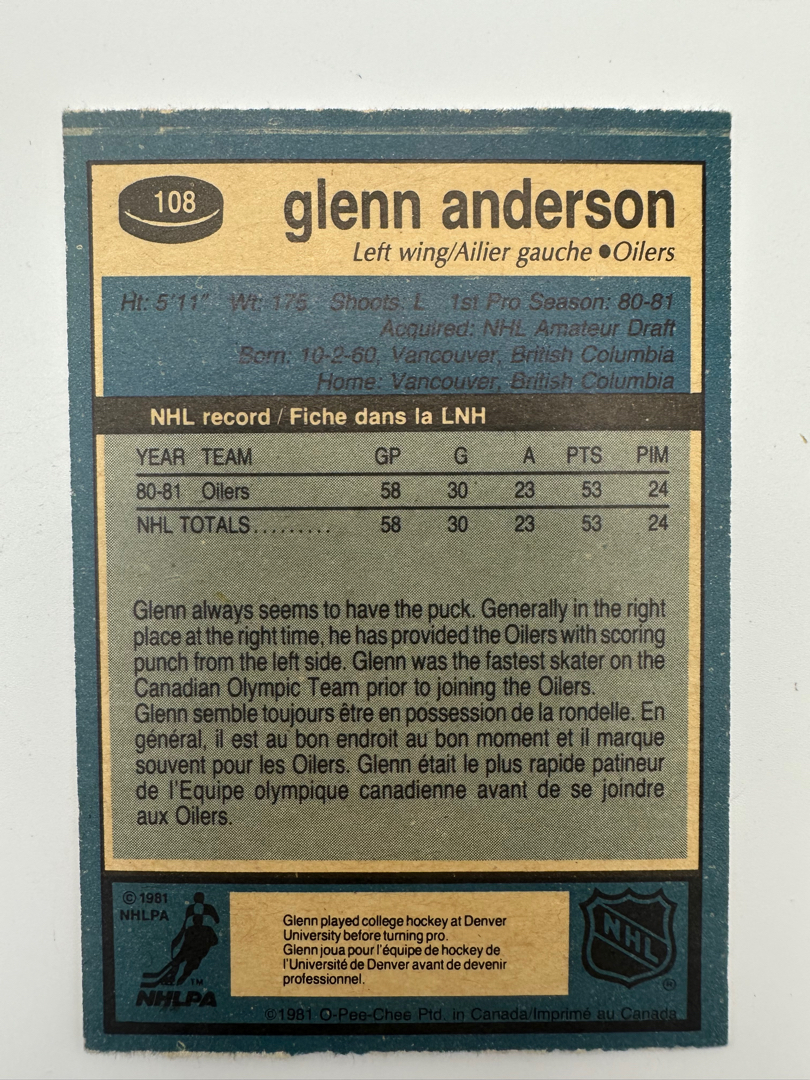 108
glenn anderson
Left wing/Ailier gauche • Oilers
Ht: 5'11" Wt: 175 Shoots: L 1st Pro Season: 80-81
Acquired: NHL Amateur Draft
Born: 10-2-60, Vancouver, British Columbia
Home: Vancouver, British Columbia
NHL record / Fiche dans la LNH
YEAR TEAM GP G A PTS PIM
80-81 Oilers 58 30 23 53 24
NHL TOTALS......... 58 30 23 53 24
Glenn always seems to have the puck. Generally in the right
place at the right time, he has provided the Oilers with scoring
punch from the left side. Glenn was the fastest skater on the
Canadian Olympic Team prior to joining the Oilers.
Glenn semble toujours être en possession de la rondelle. En
général, il est au bon endroit au bon moment et il marque
souvent pour les Oilers. Glenn était le plus rapide patineur
de l'Equipe olympique canadienne avant de se joindre
aux Oilers.
© 1981
NHLPA
TM
NHLPA
Glenn played college hockey at Denver
University before turning pro.
Glenn joua pour l'équipe de hockey de
l'Université de Denver avant de devenir
professionnel.
NHL
®
©1981 O-Pee-Chee Ptd. in Canada/Imprimé au Canada